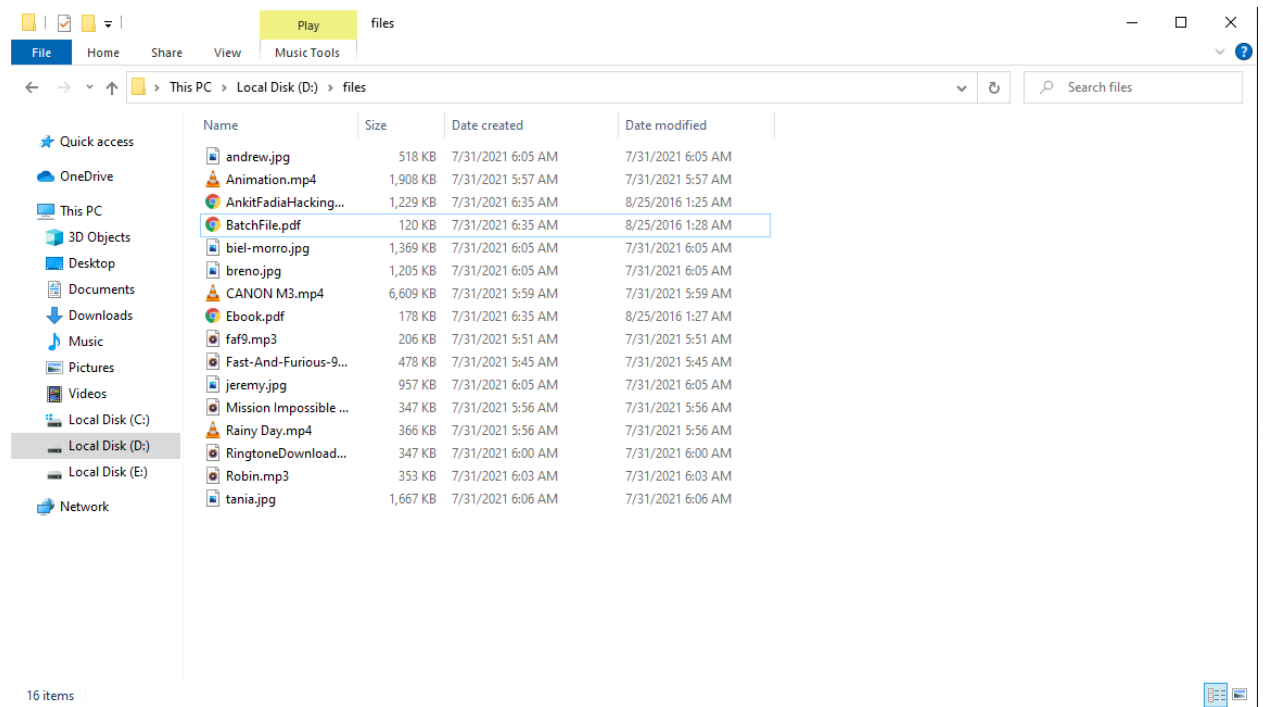 Play
files
File
Home
Share
View
Music Tools
?
This PC > Local Disk (D:) > files
Search files
Quick access
OneDrive
This PC
3D Objects
Desktop
Documents
Downloads
Music
Pictures
Videos
Local Disk (C:)
Local Disk (D:)
Local Disk (E:)
Network
Name Size Date created Date modified
andrew.jpg 518 KB 7/31/2021 6:05 AM 7/31/2021 6:05 AM
Animation.mp4 1,908 KB 7/31/2021 5:57 AM 7/31/2021 5:57 AM
AnkitFadiaHacking... 1,229 KB 7/31/2021 6:35 AM 8/25/2016 1:25 AM
BatchFile.pdf 120 KB 7/31/2021 6:35 AM 8/25/2016 1:28 AM
biel-morro.jpg 1,369 KB 7/31/2021 6:05 AM 7/31/2021 6:05 AM
breno.jpg 1,205 KB 7/31/2021 6:05 AM 7/31/2021 6:05 AM
CANON M3.mp4 6,609 KB 7/31/2021 5:59 AM 7/31/2021 5:59 AM
Ebook.pdf 178 KB 7/31/2021 6:35 AM 8/25/2016 1:27 AM
faf9.mp3 206 KB 7/31/2021 5:51 AM 7/31/2021 5:51 AM
Fast-And-Furious-9... 478 KB 7/31/2021 5:45 AM 7/31/2021 5:45 AM
jeremy.jpg 957 KB 7/31/2021 6:05 AM 7/31/2021 6:05 AM
Mission Impossible ... 347 KB 7/31/2021 5:56 AM 7/31/2021 5:56 AM
Rainy Day.mp4 366 KB 7/31/2021 5:56 AM 7/31/2021 5:56 AM
RingtoneDownload... 347 KB 7/31/2021 6:00 AM 7/31/2021 6:00 AM
Robin.mp3 353 KB 7/31/2021 6:03 AM 7/31/2021 6:03 AM
tania.jpg 1,667 KB 7/31/2021 6:06 AM 7/31/2021 6:06 AM
16 items